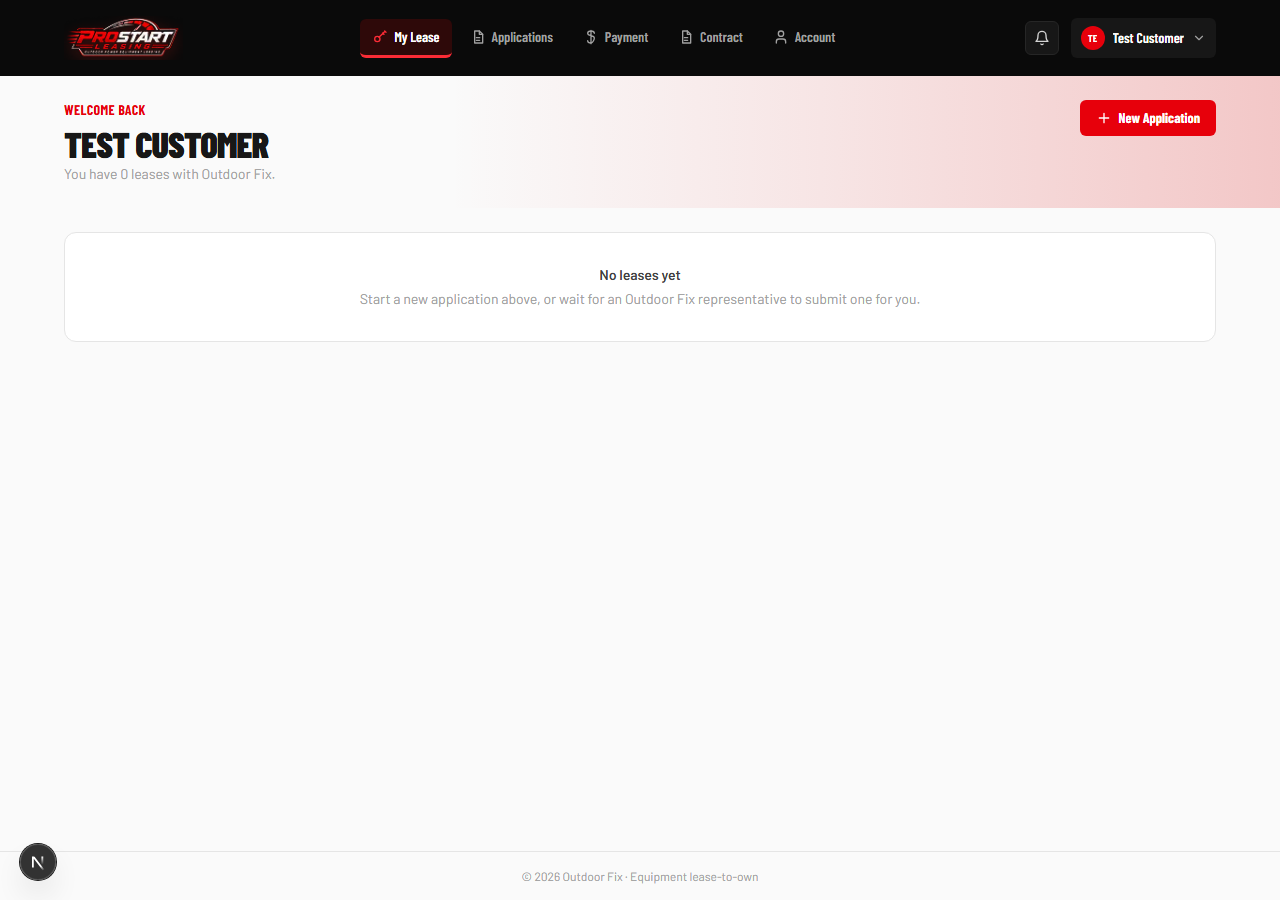 PROSTART
LEASING
My Lease
Applications
Payment
Contract
Account
TE
Test Customer
WELCOME BACK
TEST CUSTOMER
You have 0 leases with Outdoor Fix.
New Application
No leases yet
Start a new application above, or wait for an Outdoor Fix representative to submit one for you.
N
© 2026 Outdoor Fix · Equipment lease-to-own